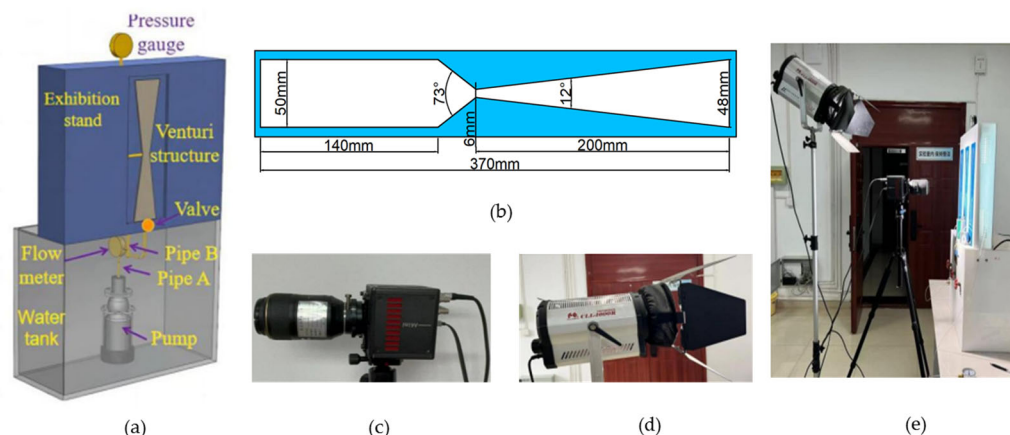 Pressure
gauge
Exhibition
stand
Venturi
structure
Valve
Flow
meter
Pipe B
Pipe A
Water
tank
Pump
(a)
50mm
73°
6mm
12°
48mm
140mm
200mm
370mm
(b)
(c)
(d)
(e)